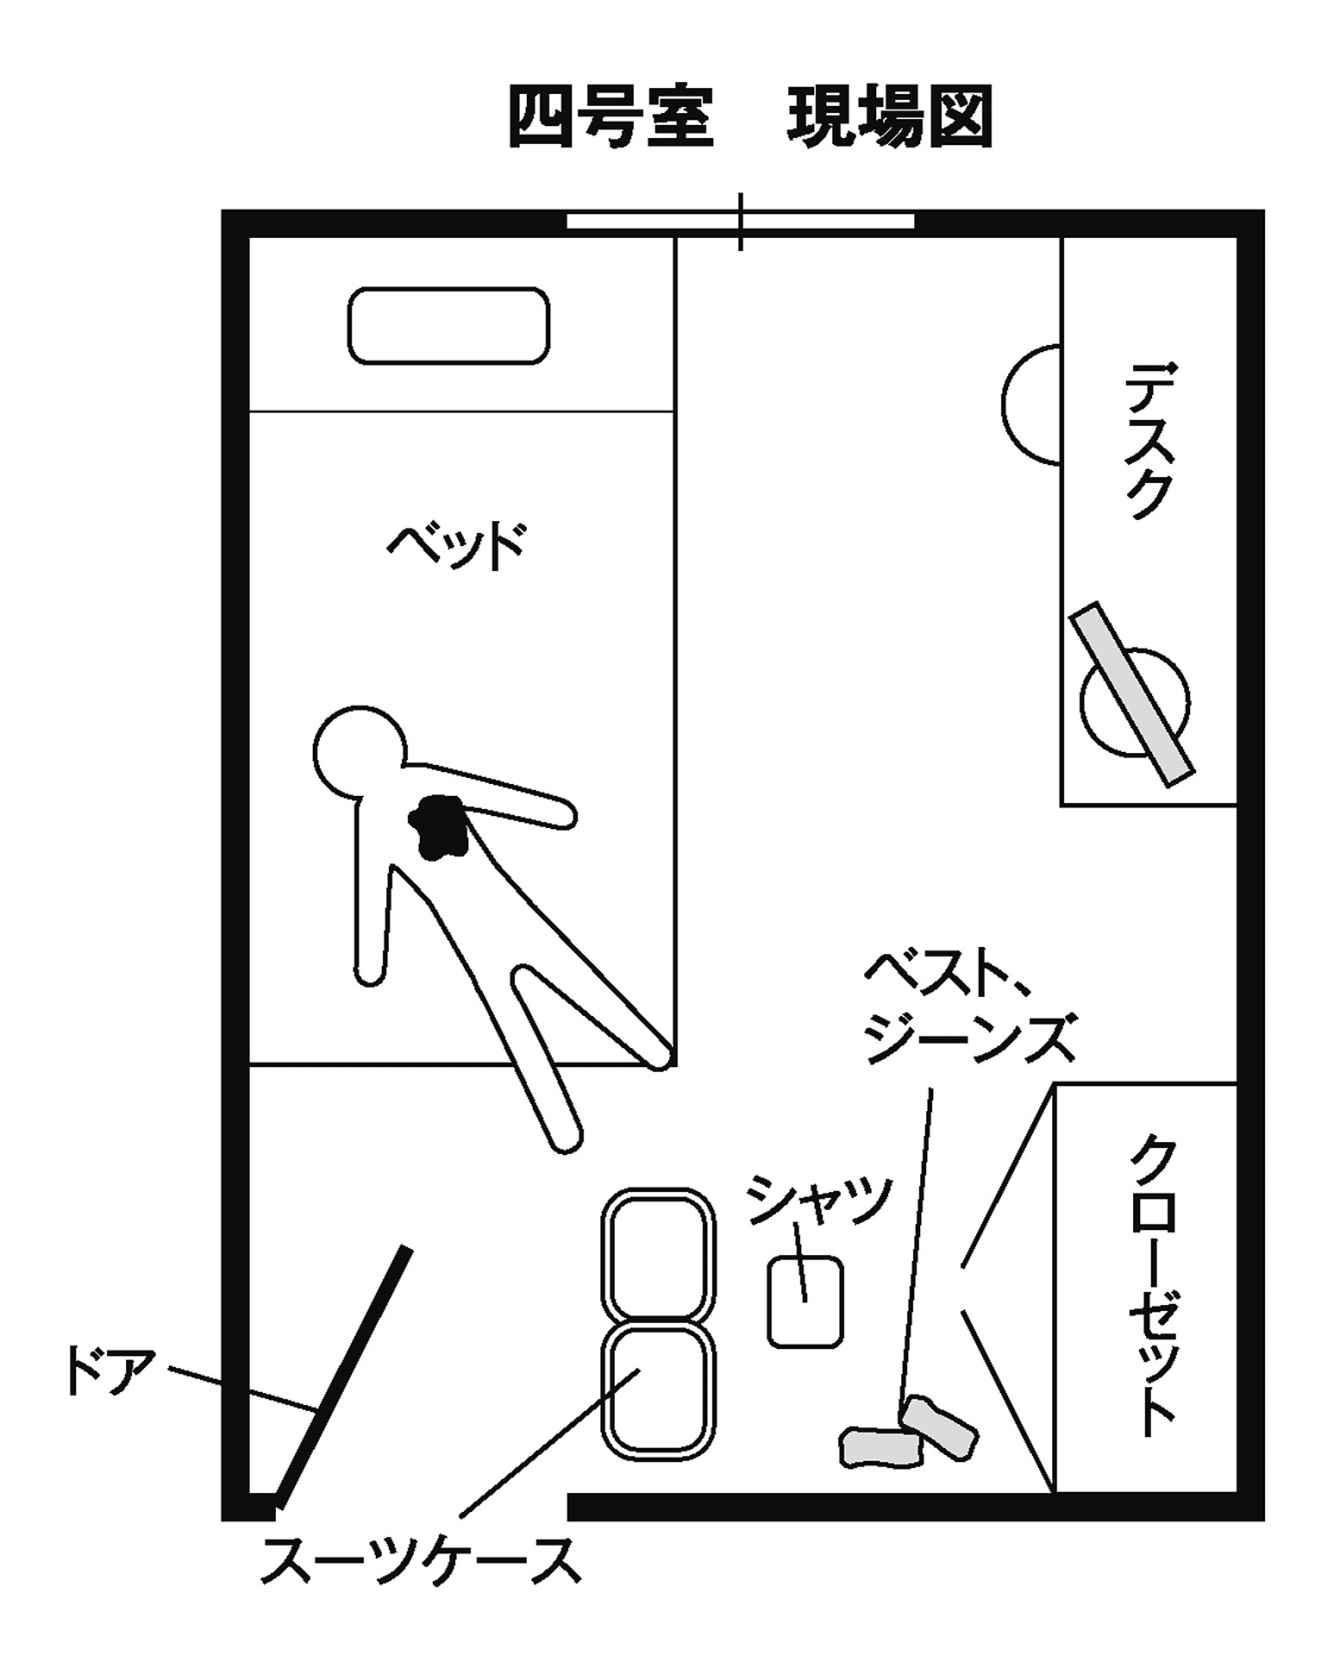 四号室　現場図
デスク
ベッド
ベスト、
ジーンズ
シャツ
クローゼット
ドア
スーツケース